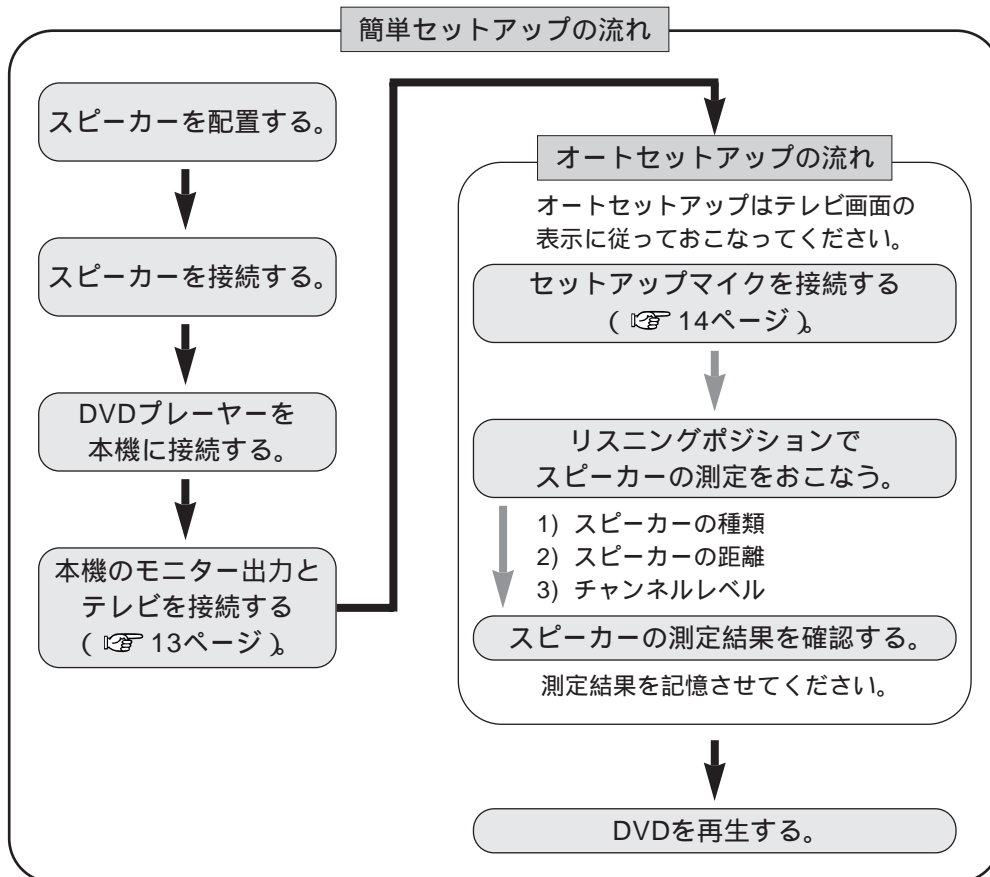 簡単セットアップの流れ
スピーカーを配置する。
スピーカーを接続する。
DVDプレーヤーを
本機に接続する。
本機のモニター出力と
テレビを接続する
(☞ 13ページ)。
オートセットアップの流れ
オートセットアップはテレビ画面の
表示に従っておこなってください。
セットアップマイクを接続する
(☞ 14ページ)。
リスニングポジションで
スピーカーの測定をおこなう。
1) スピーカーの種類
2) スピーカーの距離
3) チャンネルレベル
スピーカーの測定結果を確認する。
測定結果を記憶させてください。
DVDを再生する。